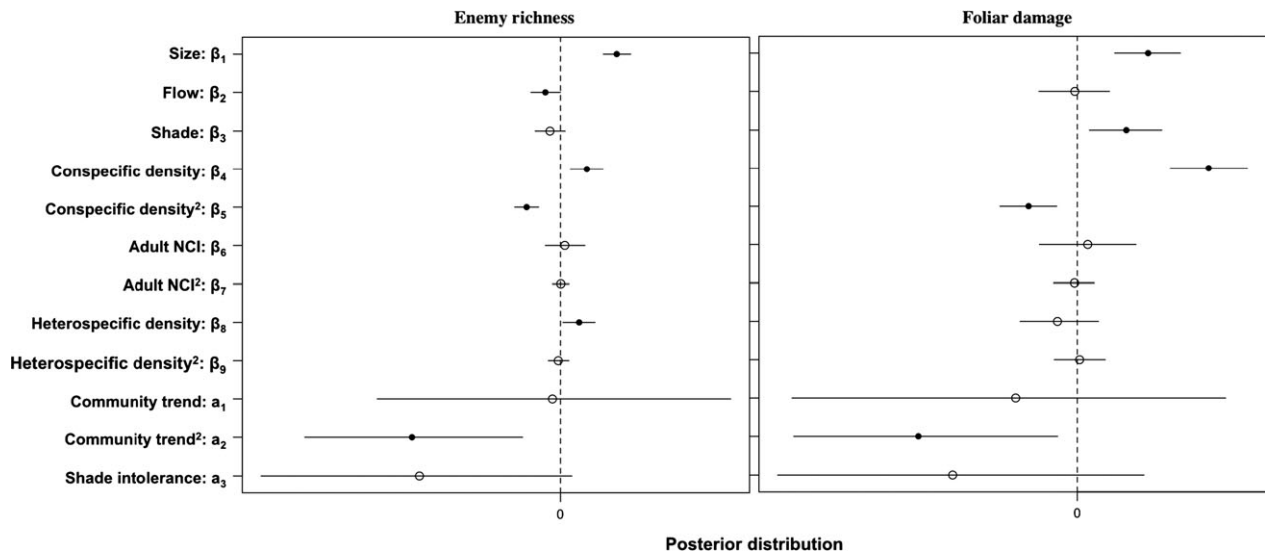 Enemy richness
Foliar damage
Size: β₁
Flow: β₂
Shade: β₃
Conspecific density: β₄
Conspecific density²: β₅
Adult NCI: β₆
Adult NCI²: β₇
Heterospecific density: β₈
Heterospecific density²: β₉
Community trend: a₁
Community trend²: a₂
Shade intolerance: a₃
0
0
Posterior distribution